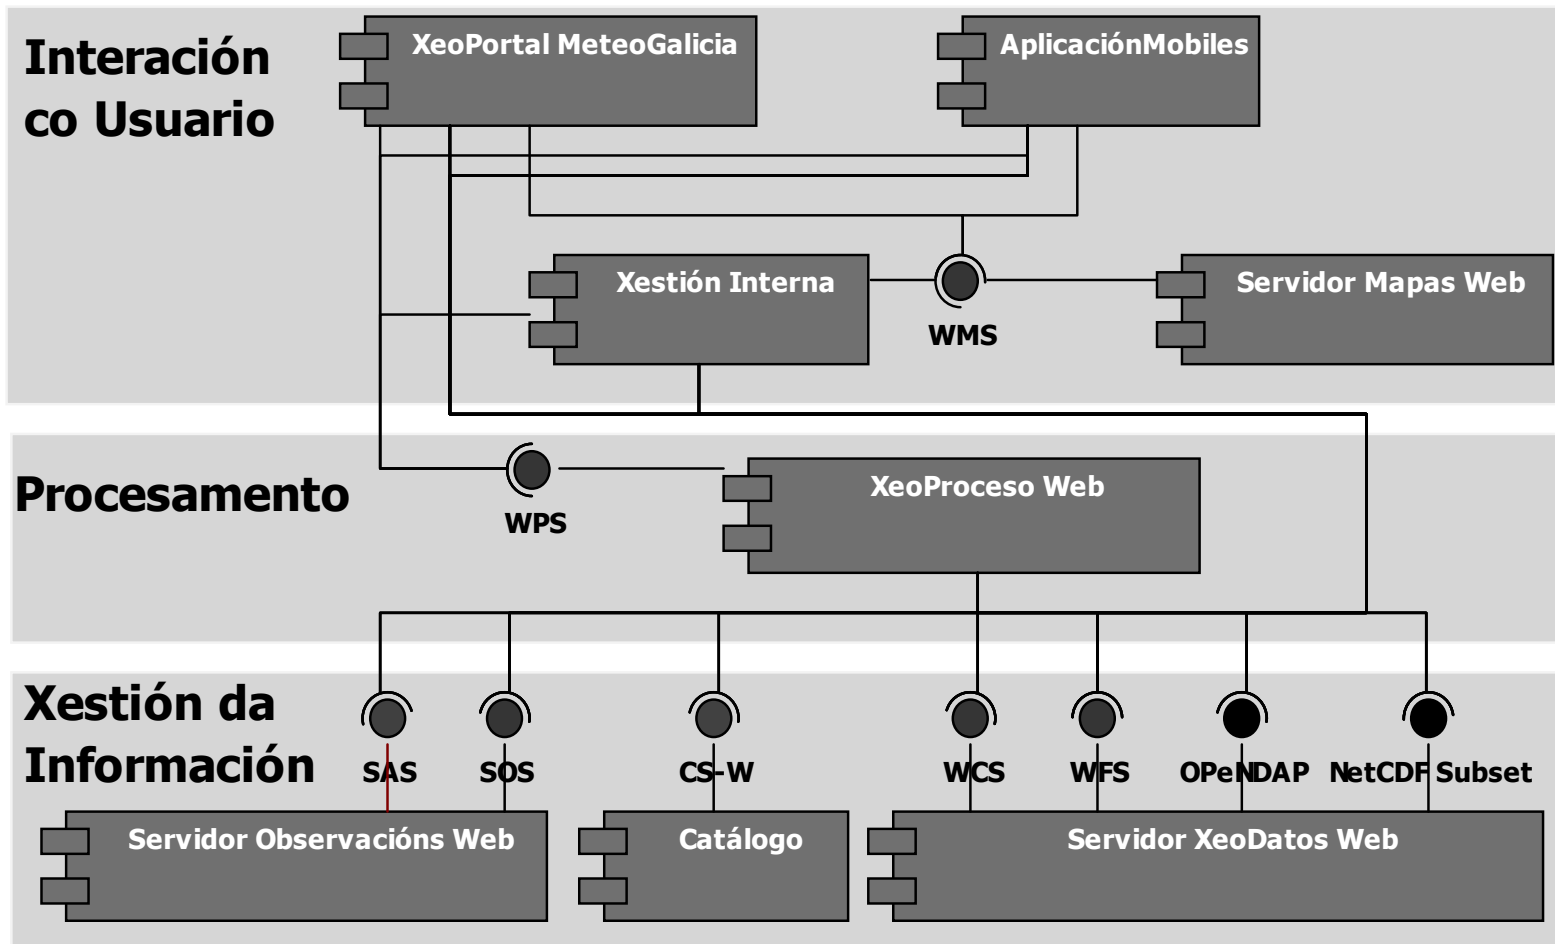 Interación
co Usuario
XeoPortal MeteoGalicia
AplicaciónMobiles
Xestión Interna
WMS
Servidor Mapas Web
Procesamento
WPS
XeoProceso Web
Xestión da
Información
SAS
SOS
CS-W
WCS
WFS
OPeNDAP
NetCDF Subset
Servidor Observacións Web
Catálogo
Servidor XeoDatos Web